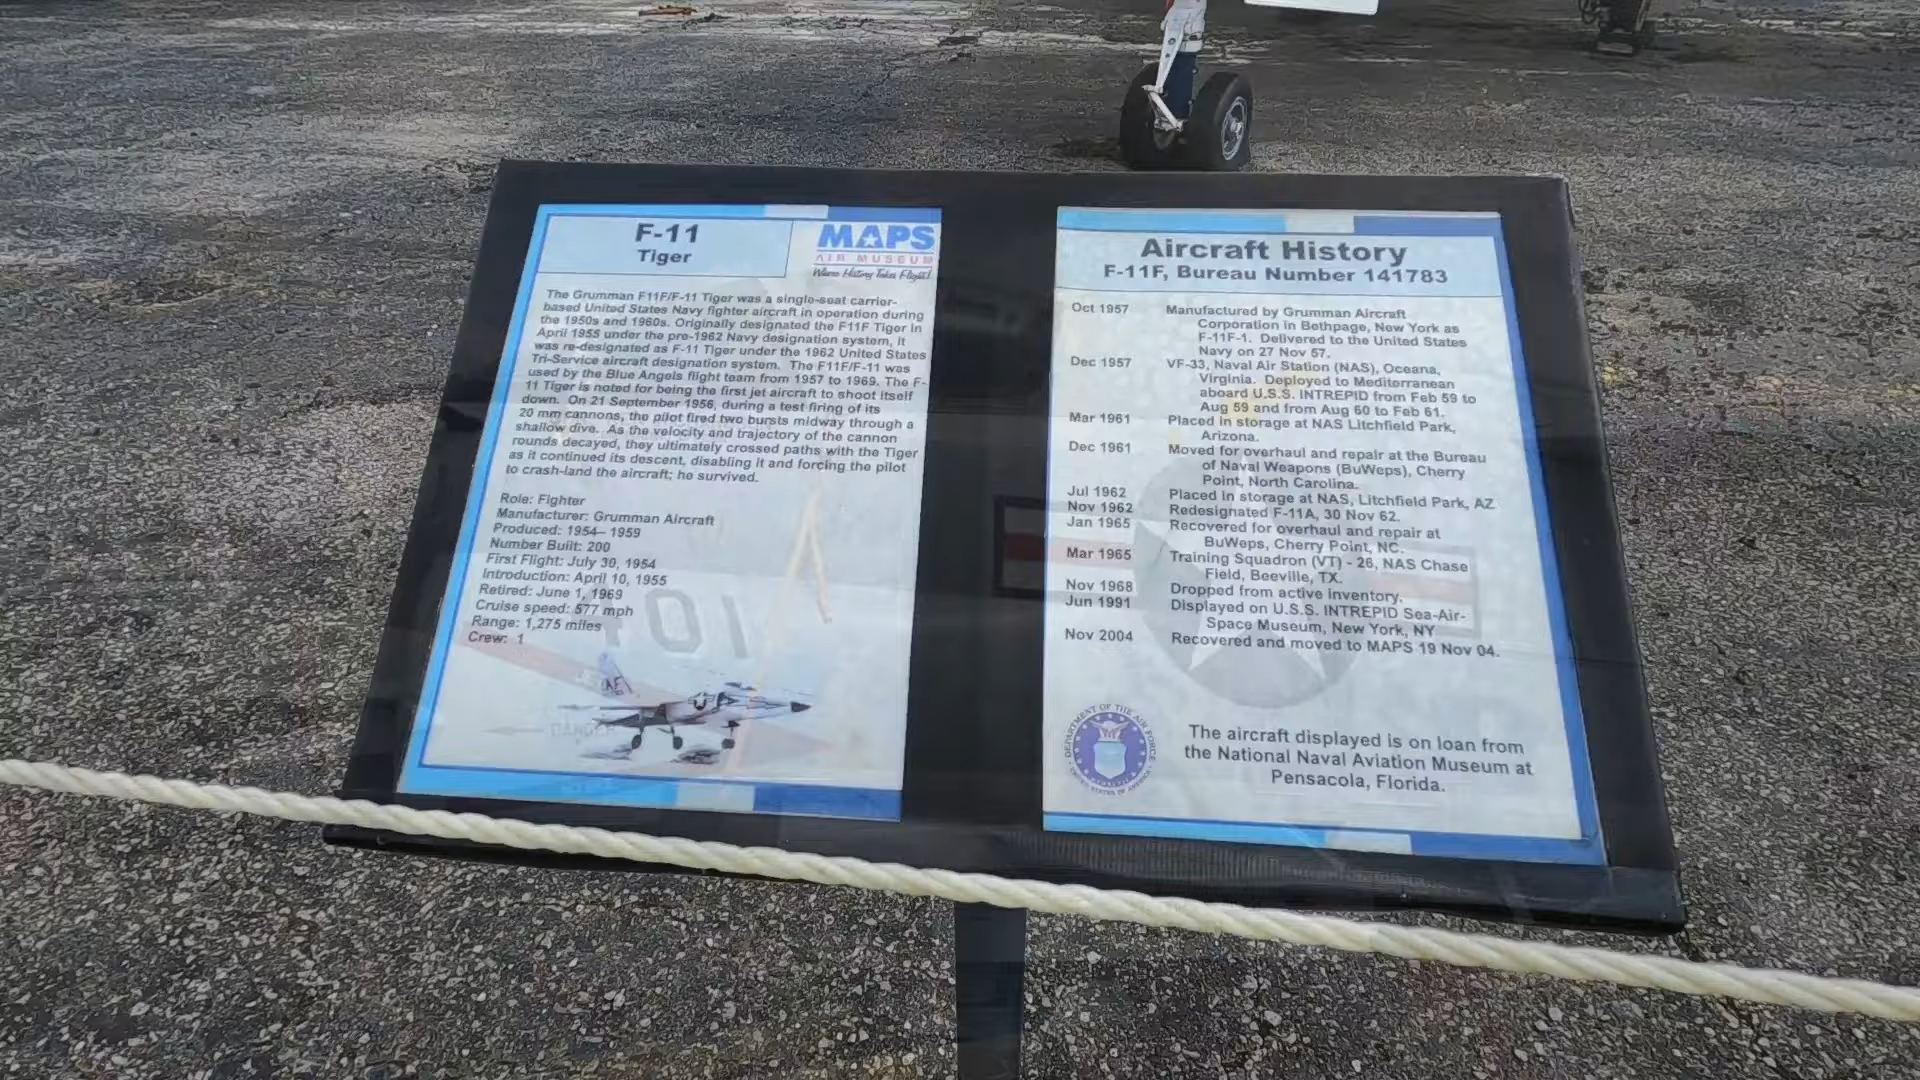 F-11
Tiger
MAPS
AIR MUSEUM
Where History Takes Flight!
The Grumman F11F/F-11 Tiger was a single-seat carrier-
based United States Navy fighter aircraft in operation during
the 1950s and 1960s. Originally designated the F11F Tiger in
April 1955 under the pre-1962 Navy designation system, it
was re-designated as F-11 Tiger under the 1962 United States
Tri-Service aircraft designation system. The F11F/F-11 was
used by the Blue Angels flight team from 1957 to 1969. The F-
11 Tiger is noted for being the first jet aircraft to shoot itself
down. On 21 September 1956, during a test firing of its
20 mm cannons, the pilot fired two bursts midway through a
shallow dive. As the velocity and trajectory of the cannon
rounds decayed, they ultimately crossed paths with the Tiger
as it continued its descent, disabling it and forcing the pilot
to crash-land the aircraft; he survived.
Role: Fighter
Manufacturer: Grumman Aircraft
Produced: 1954– 1959
Number Built: 200
First Flight: July 30, 1954
Introduction: April 10, 1955
Retired: June 1, 1969
Cruise speed: 577 mph
Range: 1,275 miles
Crew: 1
AF
Aircraft History
F-11F, Bureau Number 141783
Oct 1957 Manufactured by Grumman Aircraft
Corporation in Bethpage, New York as
F-11F-1. Delivered to the United States
Navy on 27 Nov 57.
Dec 1957 VF-33, Naval Air Station (NAS), Oceana,
Virginia. Deployed to Mediterranean
aboard U.S.S. INTREPID from Feb 59 to
Aug 59 and from Aug 60 to Feb 61.
Mar 1961 Placed in storage at NAS Litchfield Park,
Arizona.
Dec 1961 Moved for overhaul and repair at the Bureau
of Naval Weapons (BuWeps), Cherry
Point, North Carolina.
Jul 1962 Placed in storage at NAS, Litchfield Park, AZ
Nov 1962 Redesignated F-11A, 30 Nov 62.
Jan 1965 Recovered for overhaul and repair at
BuWeps, Cherry Point, NC.
Mar 1965 Training Squadron (VT) - 26, NAS Chase
Field, Beeville, TX.
Nov 1968 Dropped from active inventory.
Jun 1991 Displayed on U.S.S. INTREPID Sea-Air-
Space Museum, New York, NY
Nov 2004 Recovered and moved to MAPS 19 Nov 04.
DEPARTMENT OF THE AIR FORCE
UNITED STATES OF AMERICA
The aircraft displayed is on loan from
the National Naval Aviation Museum at
Pensacola, Florida.